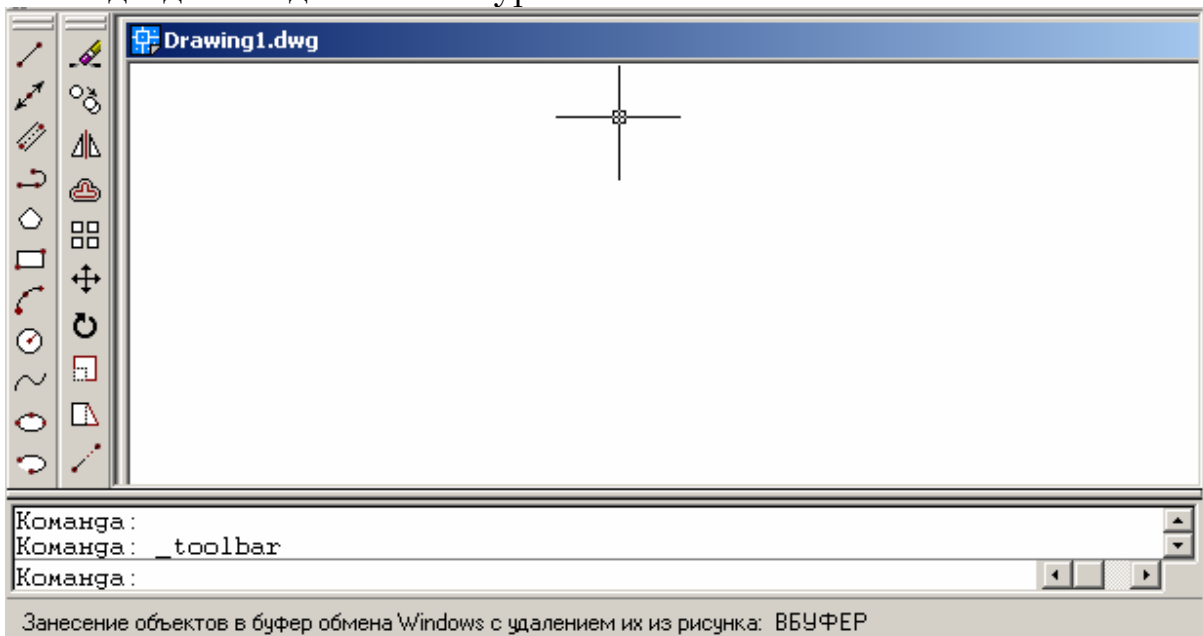 Drawing1.dwg
Команда:
Команда: _toolbar
Команда:
Занесение объектов в буфер обмена Windows с удалением их из рисунка: ВБУФЕР